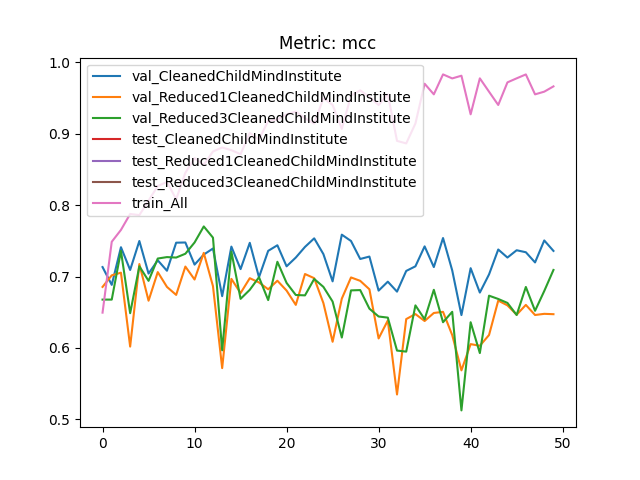 Metric: mcc
1.0
0.9
0.8
0.7
0.6
0.5
val_CleanedChildMindInstitute
val_Reduced1CleanedChildMindInstitute
val_Reduced3CleanedChildMindInstitute
test_CleanedChildMindInstitute
test_Reduced1CleanedChildMindInstitute
test_Reduced3CleanedChildMindInstitute
train_All
0
10
20
30
40
50